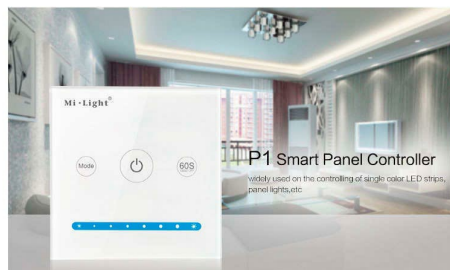 Mi·Light®
Mode
60S
P1 Smart Panel Controller
widely used on the controlling of single color LED strips,
panel lights,etc